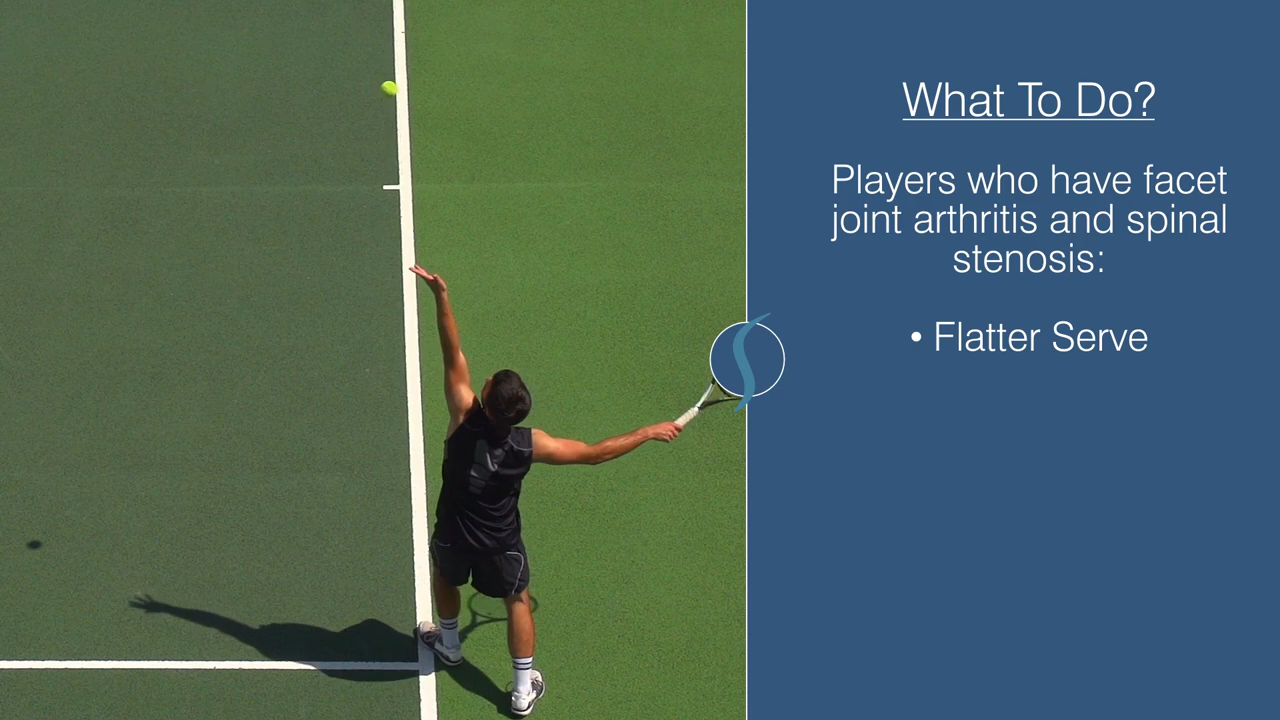 What To Do?
Players who have facet
joint arthritis and spinal
stenosis:
• Flatter Serve